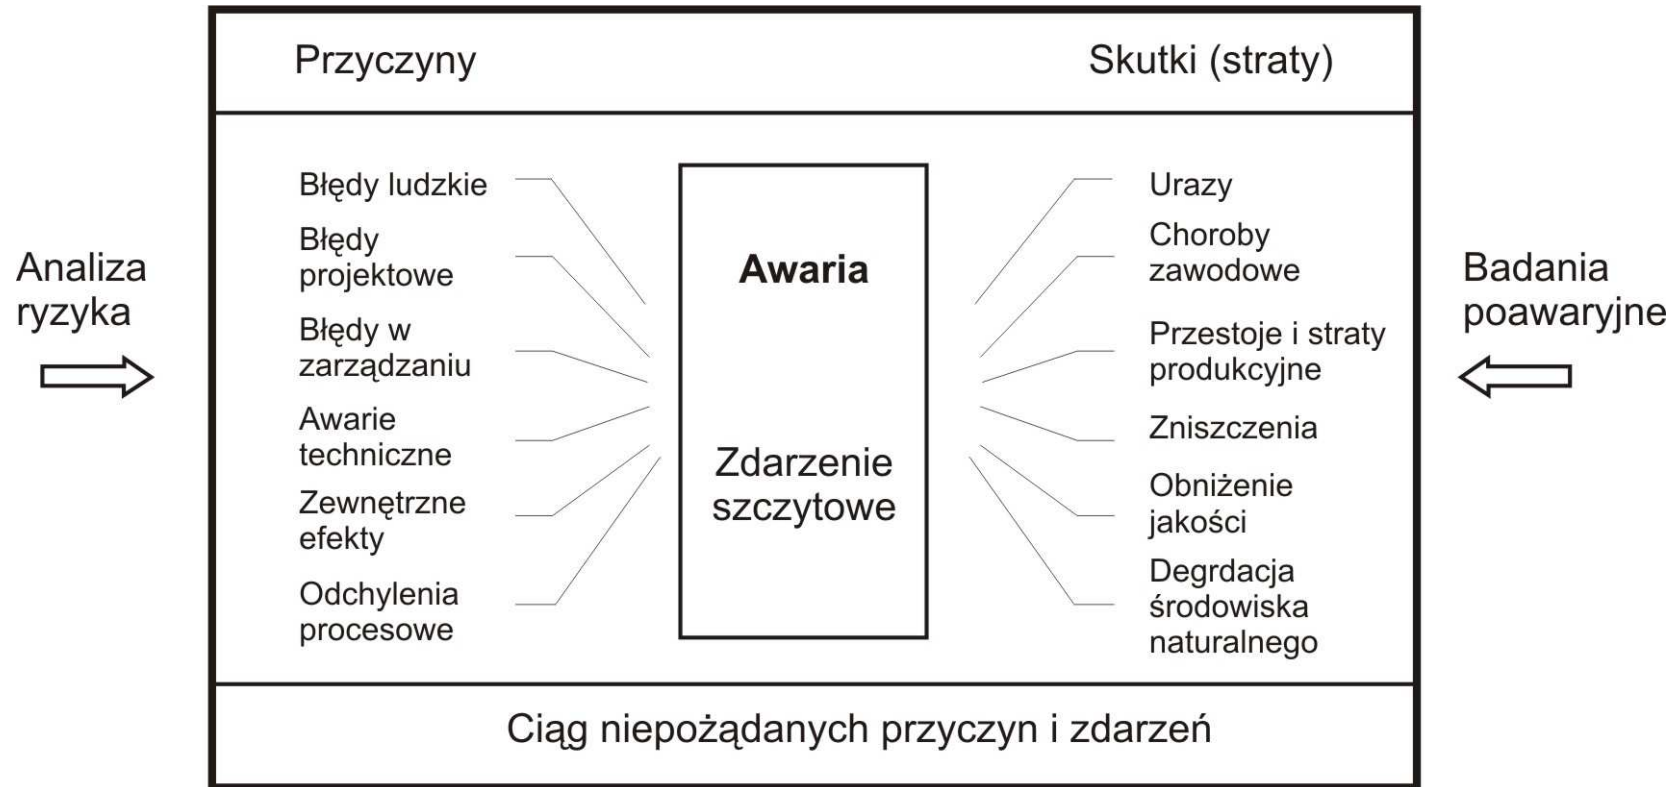 Przyczyny
Skutki (straty)
Analiza
ryzyka
Błędy ludzkie
Błędy
projektowe
Błędy w
zarządzaniu
Awarie
techniczne
Zewnętrzne
efekty
Odchylenia
procesowe
Awaria
Zdarzenie
szczytowe
Urazy
Choroby
zawodowe
Przestoje i straty
produkcyjne
Zniszczenia
Obniżenie
jakości
Degrdacja
środowiska
naturalnego
Badania
poawaryjne
Ciąg niepożądanych przyczyn i zdarzeń